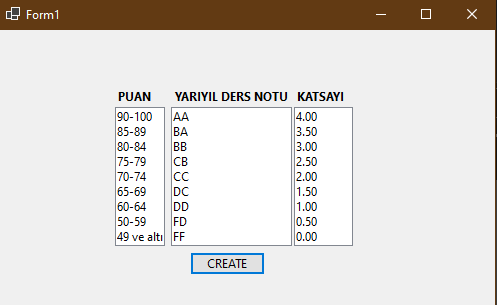 Form1
PUAN YARIYIL DERS NOTU KATSAYI
90-100 AA 4.00
85-89 BA 3.50
80-84 BB 3.00
75-79 CB 2.50
70-74 CC 2.00
65-69 DC 1.50
60-64 DD 1.00
50-59 FD 0.50
49 ve altı FF 0.00
CREATE